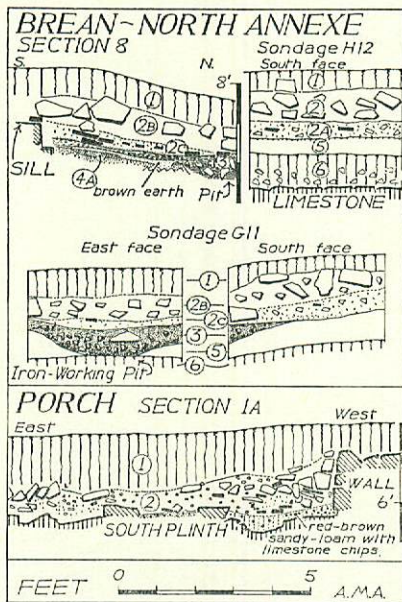 BREAN~NORTH ANNEXE
SECTION 8
S.
N.
8'
1
2B
2C
3
SILL
4A
brown earth
Pit
Sondage H12
South face
1
2
2A
5
6
LIMESTONE
Sondage G11
East face
South face
1
2B
2C
3
5
6
Iron-Working Pit
PORCH SECTION 1A
East
West
1
2
WALL
6'
SOUTH PLINTH
red-brown
sandy-loam with
limestone chips.
FEET 0 5 A.M.A.